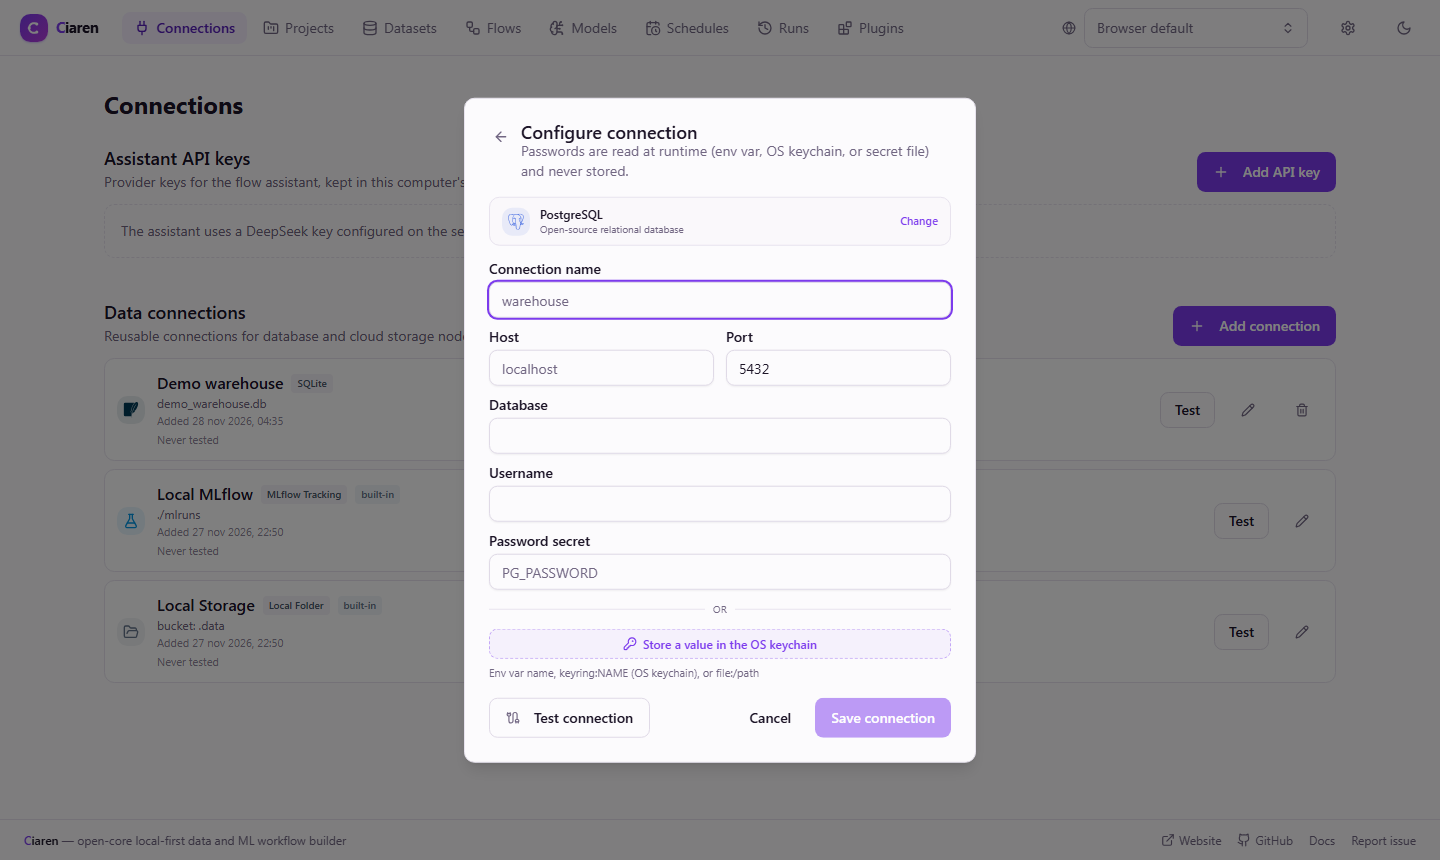 C
Ciaren
Connections
Projects
Datasets
Flows
Models
Schedules
Runs
Plugins
Browser default
Connections
Assistant API keys
Provider keys for the flow assistant, kept in this computer's
Add API key
The assistant uses a DeepSeek key configured on the se
Data connections
Reusable connections for database and cloud storage node
Add connection
Demo warehouse
SQLite
demo_warehouse.db
Added 28 nov 2026, 04:35
Never tested
Test
Local MLflow
MLflow Tracking
built-in
./mlruns
Added 27 nov 2026, 22:50
Never tested
Test
Local Storage
Local Folder
built-in
bucket: .data
Added 27 nov 2026, 22:50
Never tested
Test
Configure connection
Passwords are read at runtime (env var, OS keychain, or secret file)
and never stored.
PostgreSQL
Open-source relational database
Change
Connection name
warehouse
Host
Port
localhost
5432
Database
Username
Password secret
PG_PASSWORD
OR
Store a value in the OS keychain
Env var name, keyring:NAME (OS keychain), or file:/path
Test connection
Cancel
Save connection
Ciaren — open-core local-first data and ML workflow builder
Website
GitHub
Docs
Report issue